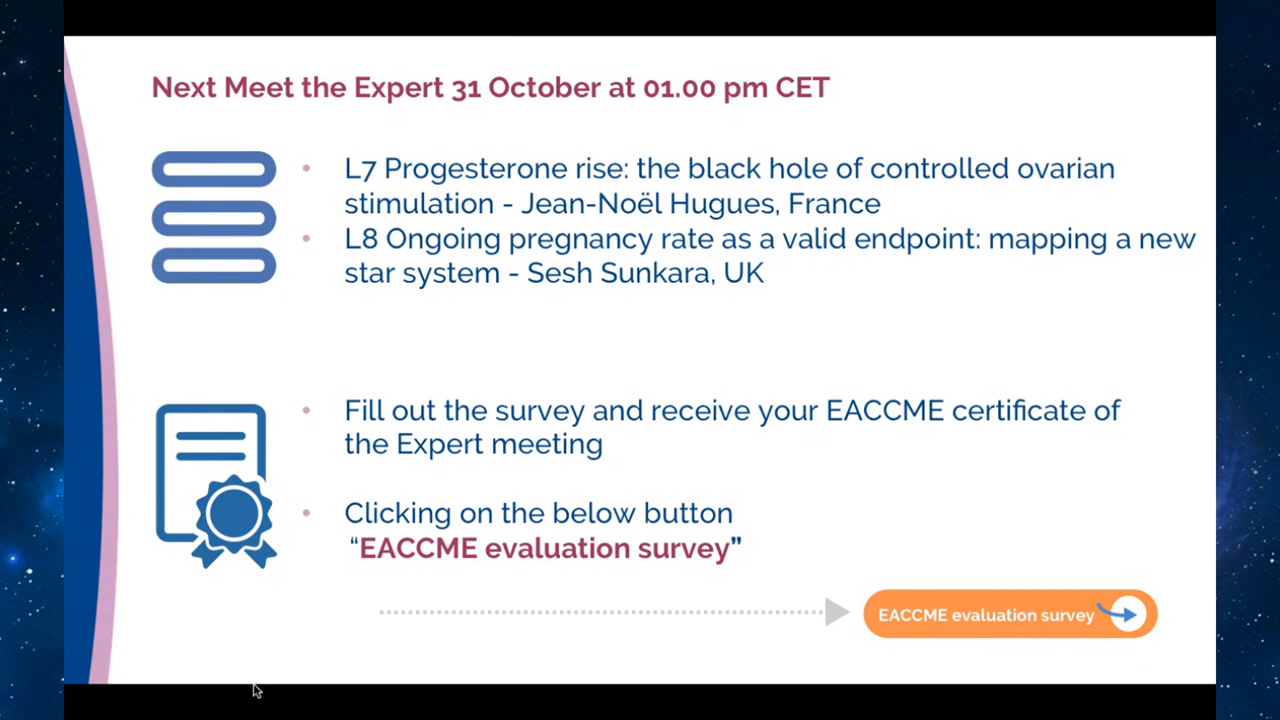 Next Meet the Expert 31 October at 01.00 pm CET
• L7 Progesterone rise: the black hole of controlled ovarian
stimulation - Jean-Noël Hugues, France
• L8 Ongoing pregnancy rate as a valid endpoint: mapping a new
star system - Sesh Sunkara, UK
• Fill out the survey and receive your EACCME certificate of
the Expert meeting
• Clicking on the below button
“EACCME evaluation survey”
EACCME evaluation survey